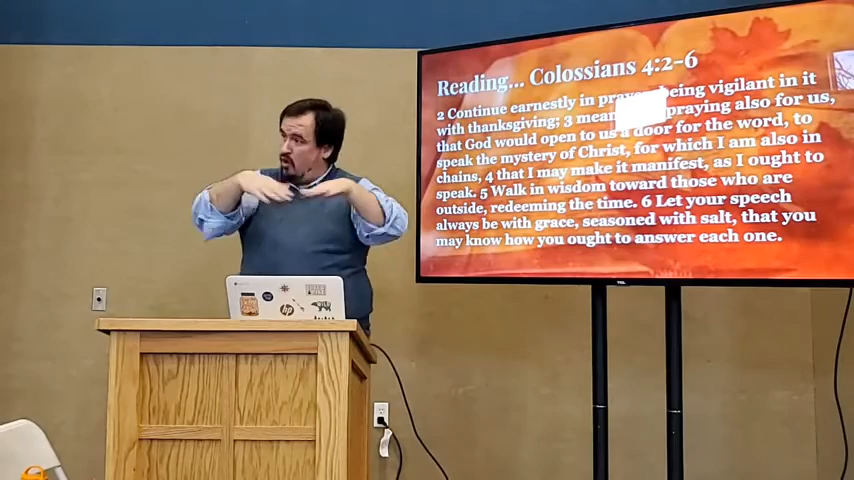 Reading... Colossians 4:2-6
2 Continue earnestly in prayer, being vigilant in it
with thanksgiving; 3 praying also for us,
that God would open to us a door for the word, to
speak the mystery of Christ, for which I am also in
chains, 4 that I may make it manifest, as I ought to
speak. 5 Walk in wisdom toward those who are
outside, redeeming the time. 6 Let your speech
always be with grace, seasoned with salt, that you
may know how you ought to answer each one.
hp
TCL